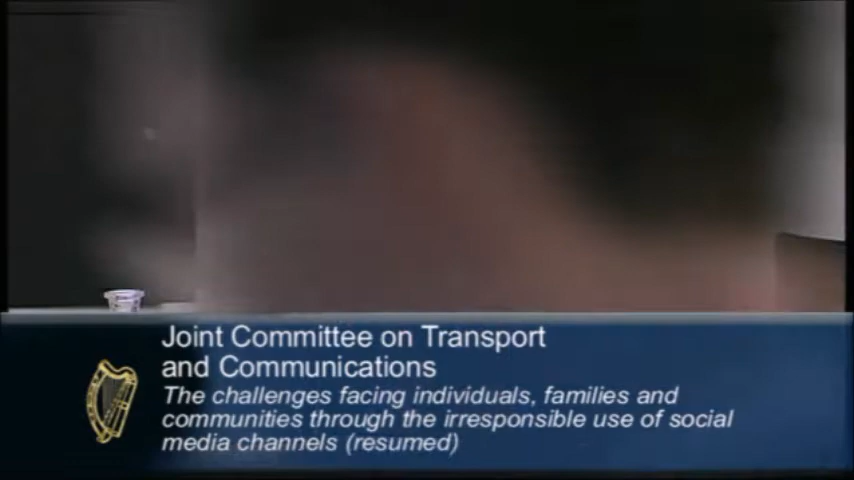 Joint Committee on Transport
and Communications
The challenges facing individuals, families and
communities through the irresponsible use of social
media channels (resumed)